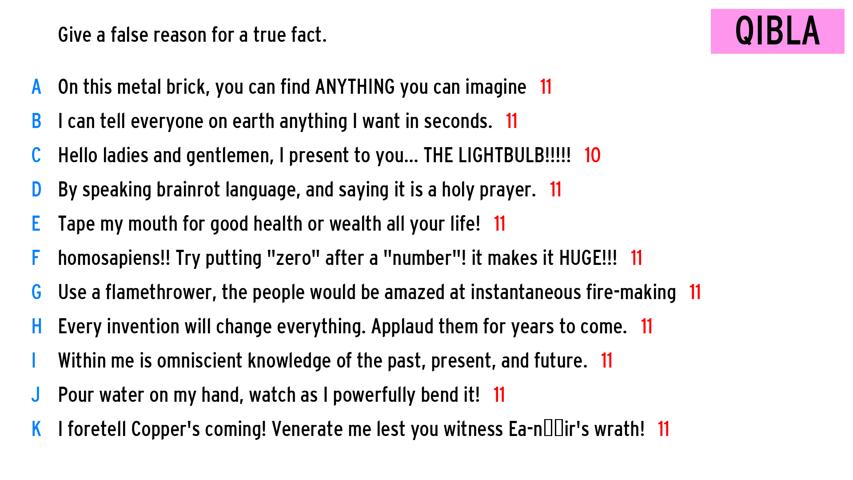 Give a false reason for a true fact.
QIBLA
A On this metal brick, you can find ANYTHING you can imagine 11
B I can tell everyone on earth anything I want in seconds. 11
C Hello ladies and gentlemen, I present to you... THE LIGHTBULB!!!!! 10
D By speaking brainrot language, and saying it is a holy prayer. 11
E Tape my mouth for good health or wealth all your life! 11
F homosapiens!! Try putting "zero" after a "number"! it makes it HUGE!!! 11
G Use a flamethrower, the people would be amazed at instantaneous fire-making 11
H Every invention will change everything. Applaud them for years to come. 11
I Within me is omniscient knowledge of the past, present, and future. 11
J Pour water on my hand, watch as I powerfully bend it! 11
K I foretell Copper's coming! Venerate me lest you witness Ea-n▯▯ir's wrath! 11